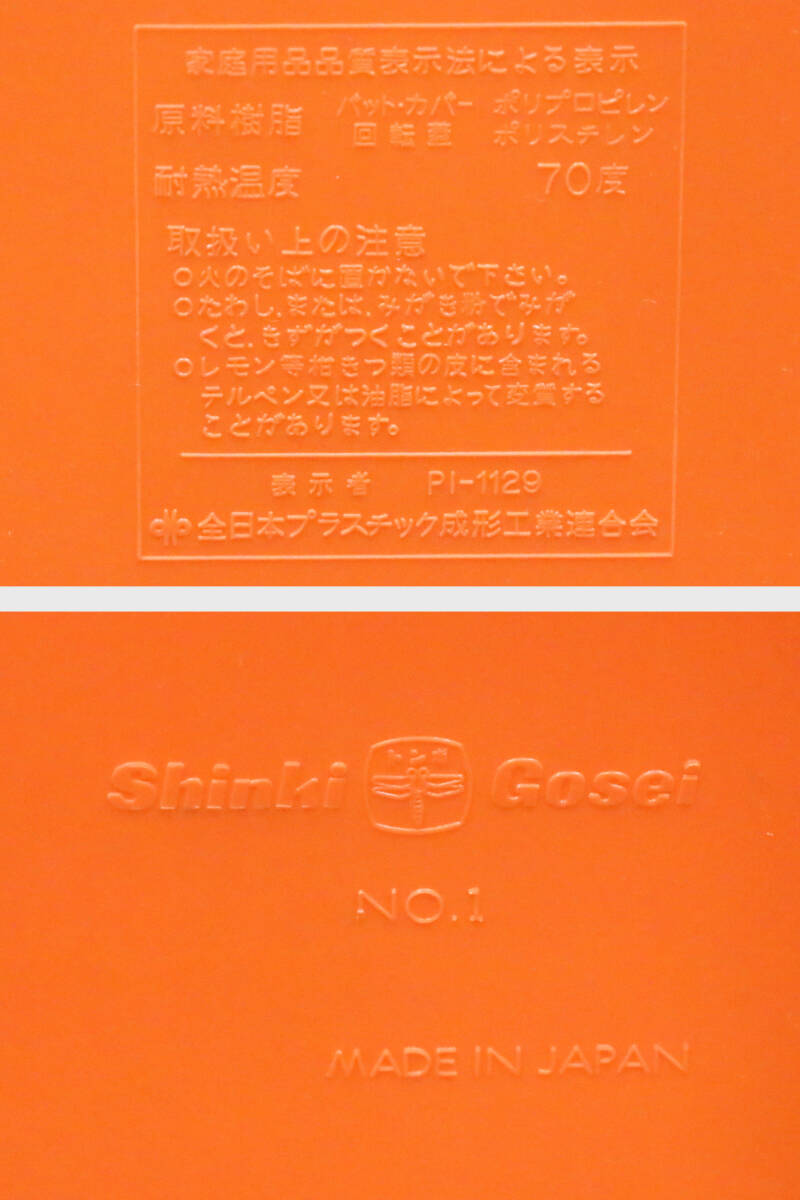 家庭用品品質表示法による表示
原料樹脂 バット・カバー ポリプロピレン
回転蓋 ポリスチレン
耐熱温度 70度
取扱い上の注意
○火のそばに置かないで下さい。
○たわし、または、みがき粉でみが
くと、きずがつくことがあります。
○レモン等柑きつ類の皮に含まれる
テルペン又は油脂によって変質する
ことがあります。
表示者 PI-1129
全日本プラスチック成形工業連合会
Shinki トンボ Gosei
NO.1
MADE IN JAPAN